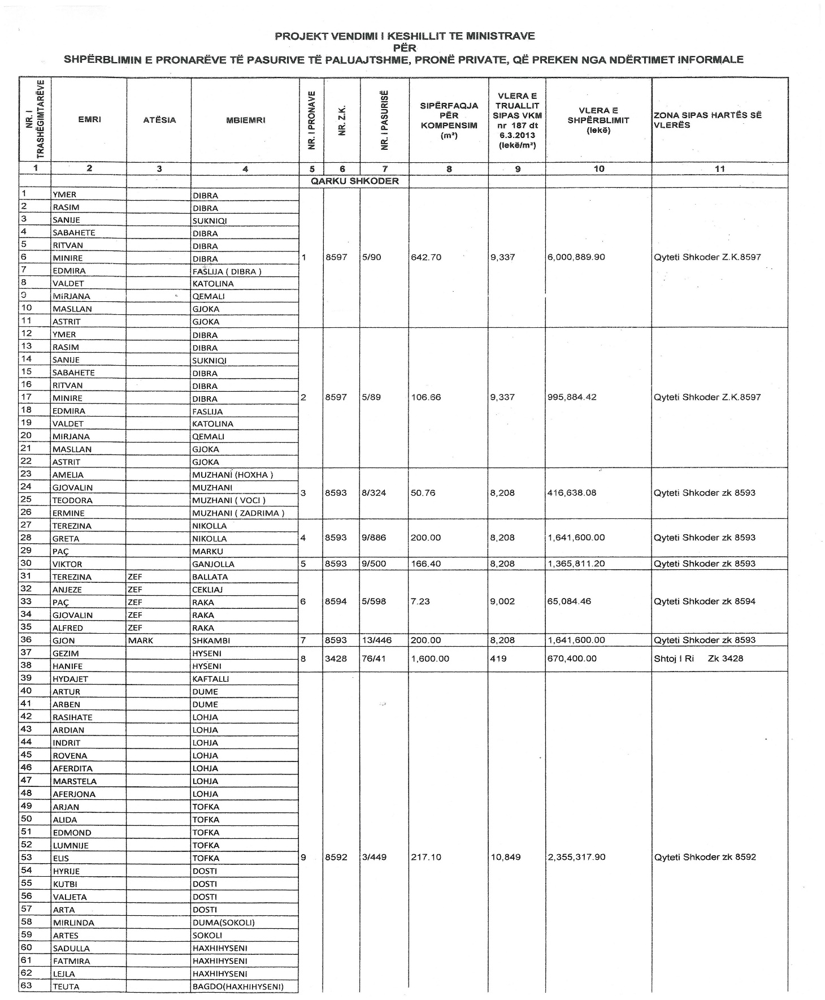 PROJEKT VENDIMI I KESHILLIT TE MINISTRAVE
PËR
SHPËRBLIMIN E PRONARËVE TË PASURIVE TË PALUAJTSHME, PRONË PRIVATE, QË PREKEN NGA NDËRTIMET INFORMALE
NR. I TRASHËGIMTARËVE EMRI ATËSIA MBIEMRI NR. I PRONAVE NR. Z.K. NR. I PASURISË SIPËRFAQJA PËR KOMPENSIM (m²) VLERA E TRUALLIT SIPAS VKM nr 187 dt 6.3.2013 (lekë/m²) VLERA E SHPËRBLIMIT (lekë) ZONA SIPAS HARTËS SË VLERËS
1 2 3 4 5 6 7 8 9 10 11
QARKU SHKODER
1 YMER DIBRA
2 RASIM DIBRA
3 SANIJE SUKNIQI
4 SABAHETE DIBRA
5 RITVAN DIBRA
6 MINIRE DIBRA 1 8597 5/90 642.70 9,337 6,000,889.90 Qyteti Shkoder Z.K.8597
7 EDMIRA FASLIJA ( DIBRA )
8 VALDET KATOLINA
9 MIRJANA QEMALI
10 MASLLAN GJOKA
11 ASTRIT GJOKA
12 YMER DIBRA
13 RASIM DIBRA
14 SANIJE SUKNIQI
15 SABAHETE DIBRA
16 RITVAN DIBRA
17 MINIRE DIBRA 2 8597 5/89 106.66 9,337 995,884.42 Qyteti Shkoder Z.K.8597
18 EDMIRA FASLIJA
19 VALDET KATOLINA
20 MIRJANA QEMALI
21 MASLLAN GJOKA
22 ASTRIT GJOKA
23 AMELIA MUZHANI (HOXHA )
24 GJOVALIN MUZHANI 3 8593 8/324 50.76 8,208 416,638.08 Qyteti Shkoder zk 8593
25 TEODORA MUZHANI ( VOCI )
26 ERMINE MUZHANI ( ZADRIMA )
27 TEREZINA NIKOLLA
28 GRETA NIKOLLA 4 8593 9/886 200.00 8,208 1,641,600.00 Qyteti Shkoder zk 8593
29 PAÇ MARKU
30 VIKTOR GANJOLLA 5 8593 9/500 166.40 8,208 1,365,811.20 Qyteti Shkoder zk 8593
31 TEREZINA ZEF BALLATA
32 ANJEZE ZEF CEKLIAJ
33 PAÇ ZEF RAKA 6 8594 5/598 7.23 9,002 65,084.46 Qyteti Shkoder zk 8594
34 GJOVALIN ZEF RAKA
35 ALFRED ZEF RAKA
36 GJON MARK SHKAMBI 7 8593 13/446 200.00 8,208 1,641,600.00 Qyteti Shkoder zk 8593
37 GEZIM HYSENI 8 3428 76/41 1,600.00 419 670,400.00 Shtoj I Ri Zk 3428
38 HANIFE HYSENI
39 HYDAJET KAFTALLI
40 ARTUR DUME
41 ARBEN DUME
42 RASIHATE LOHJA
43 ARDIAN LOHJA
44 INDRIT LOHJA
45 ROVENA LOHJA
46 AFERDITA LOHJA
47 MARSTELA LOHJA
48 AFERJONA LOHJA
49 ARJAN TOFKA
50 ALIDA TOFKA
51 EDMOND TOFKA
52 LUMNIJE TOFKA
53 ELIS TOFKA 9 8592 3/449 217.10 10,849 2,355,317.90 Qyteti Shkoder zk 8592
54 HYRIJE DOSTI
55 KUTBI DOSTI
56 VALJETA DOSTI
57 ARTA DOSTI
58 MIRLINDA DUMA(SOKOLI)
59 ARTES SOKOLI
60 SADULLA HAXHIHYSENI
61 FATMIRA HAXHIHYSENI
62 LEJLA HAXHIHYSENI
63 TEUTA BAGDO(HAXHIHYSENI)